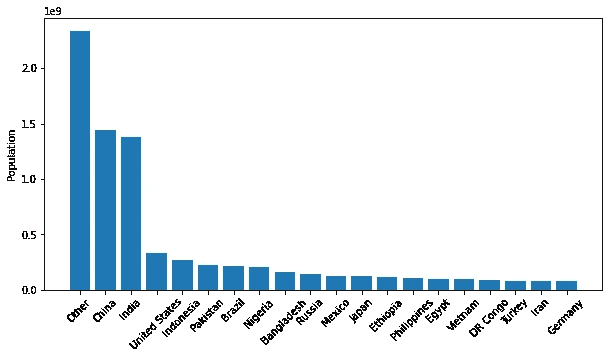 1e9
2.0
1.5
1.0
0.5
0.0
Population
Other
China
India
United States
Indonesia
Pakistan
Brazil
Nigeria
Bangladesh
Russia
Mexico
Japan
Ethiopia
Philippines
Egypt
Vietnam
DR Congo
Turkey
Iran
Germany